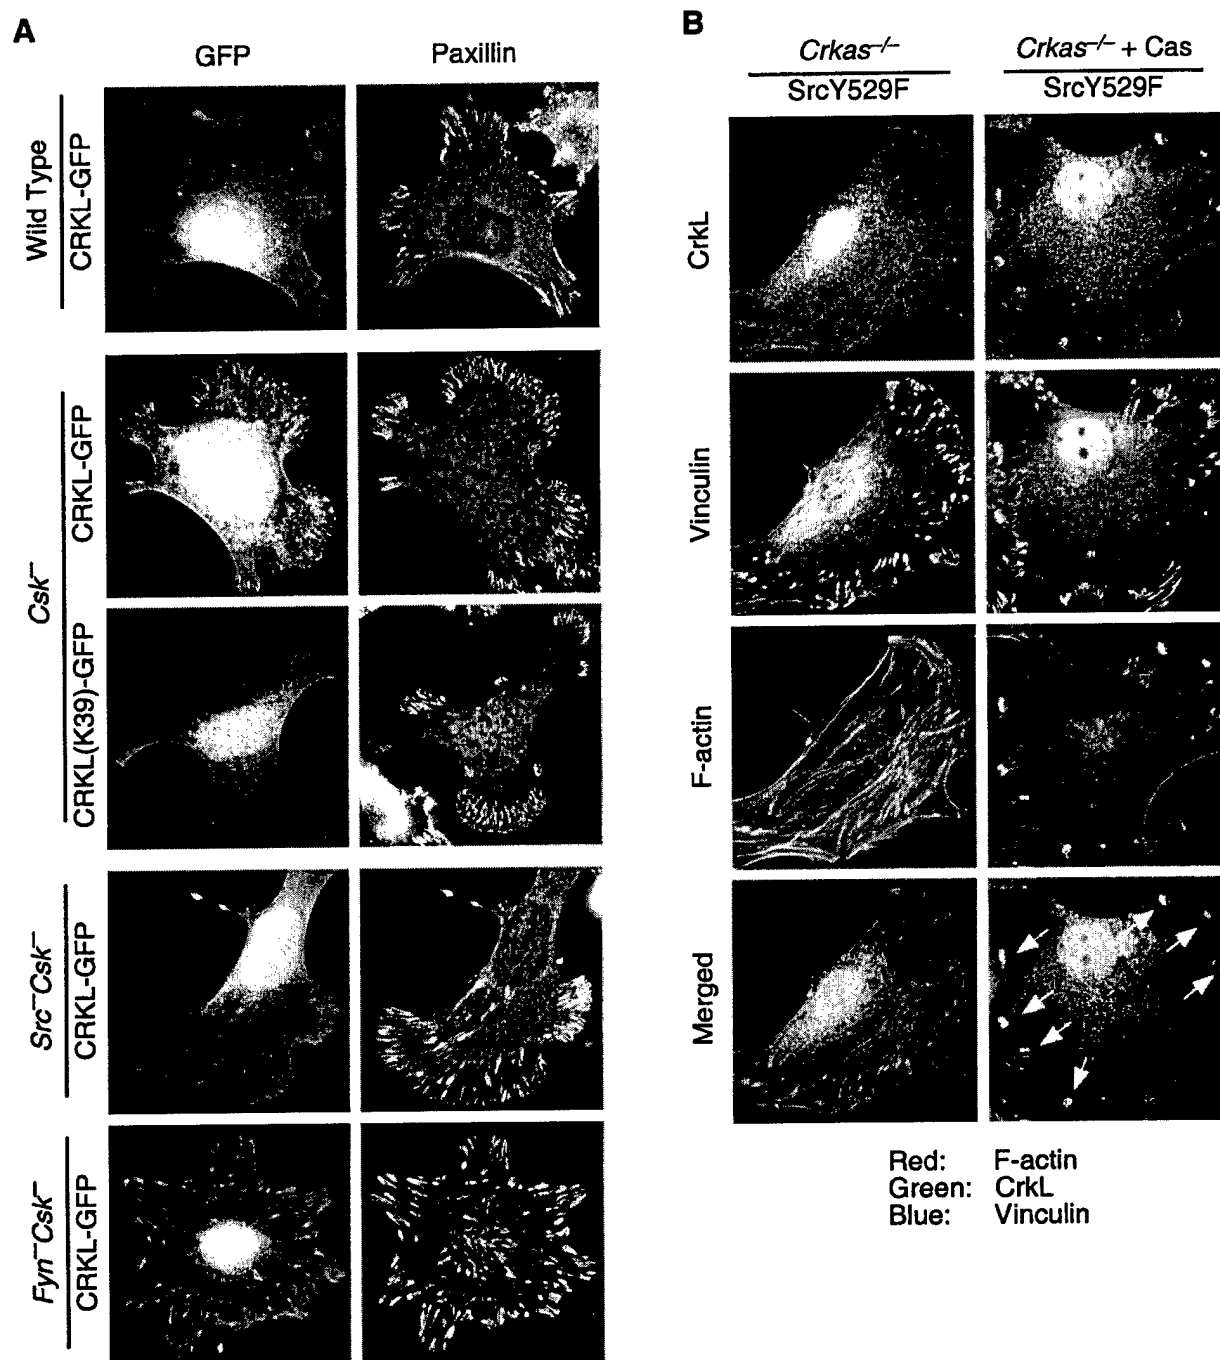 A
GFP
Paxillin
Wild Type
CRKL-GFP
Csk⁻
CRKL-GFP
CRKL(K39)-GFP
Src⁻Csk⁻
CRKL-GFP
Fyn⁻Csk⁻
CRKL-GFP
B
Crkas⁻/⁻
SrcY529F
Crkas⁻/⁻ + Cas
SrcY529F
CrkL
Vinculin
F-actin
Merged
Red: F-actin
Green: CrkL
Blue: Vinculin